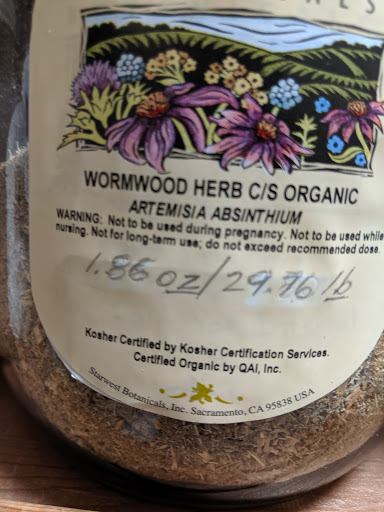 WORMWOOD HERB C/S ORGANIC
ARTEMISIA ABSINTHIUM
WARNING: Not to be used during pregnancy. Not to be used while
nursing. Not for long-term use; do not exceed recommended dose.
1.86 oz/29.76 lb
Kosher Certified by Kosher Certification Services.
Certified Organic by QAI, Inc.
Starwest Botanicals, Inc. Sacramento, CA 95838 USA